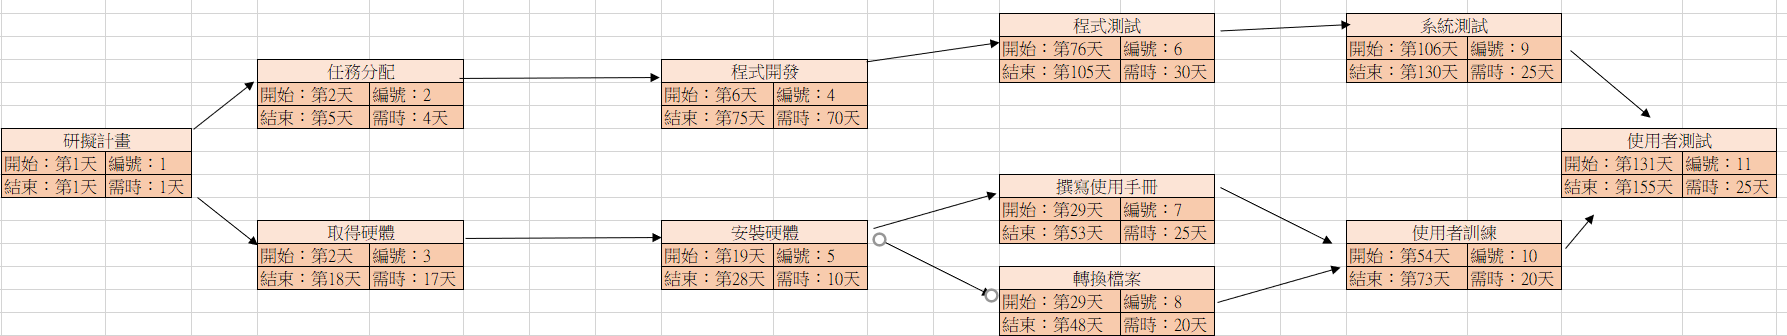 研擬計畫
開始：第1天 編號：1
結束：第1天 需時：1天
任務分配
開始：第2天 編號：2
結束：第5天 需時：4天
取得硬體
開始：第2天 編號：3
結束：第18天 需時：17天
程式開發
開始：第6天 編號：4
結束：第75天 需時：70天
安裝硬體
開始：第19天 編號：5
結束：第28天 需時：10天
程式測試
開始：第76天 編號：6
結束：第105天 需時：30天
撰寫使用手冊
開始：第29天 編號：7
結束：第53天 需時：25天
轉換檔案
開始：第29天 編號：8
結束：第48天 需時：20天
系統測試
開始：第106天 編號：9
結束：第130天 需時：25天
使用者訓練
開始：第54天 編號：10
結束：第73天 需時：20天
使用者測試
開始：第131天 編號：11
結束：第155天 需時：25天